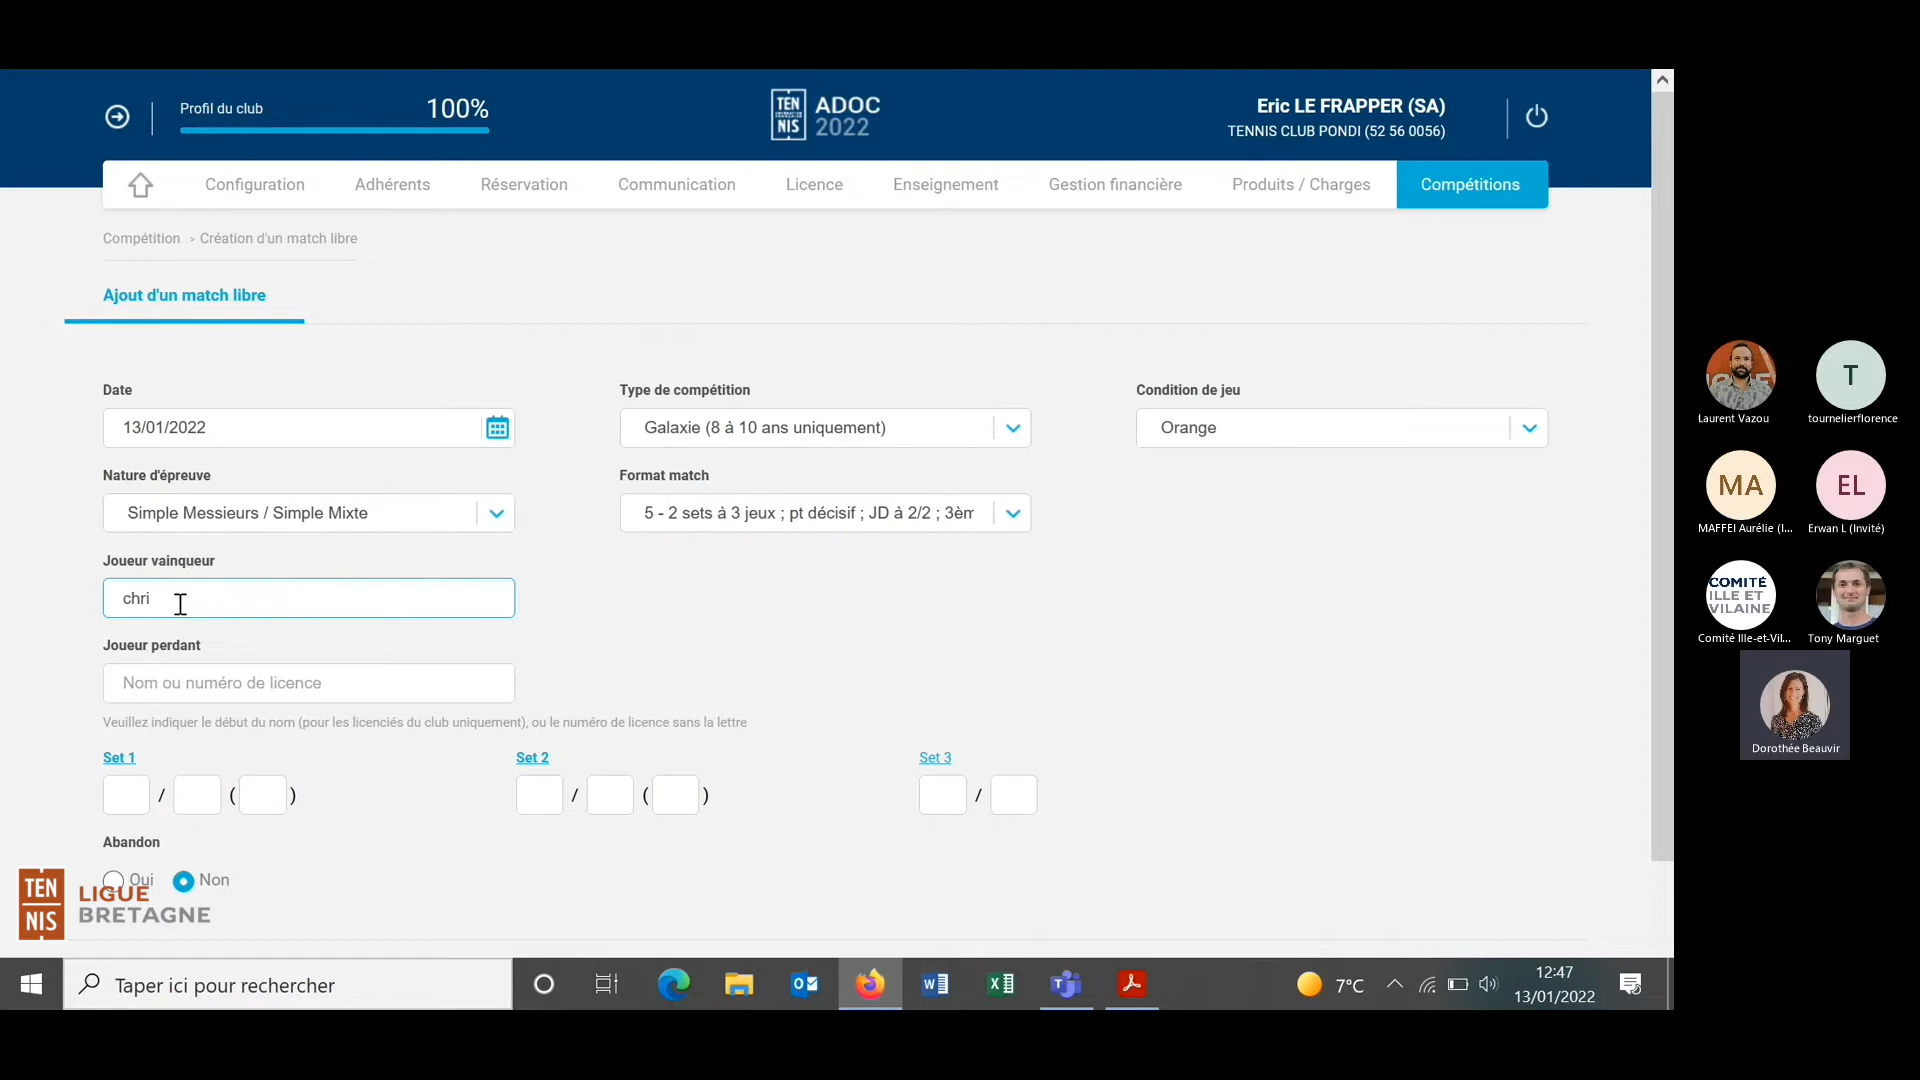 Profil du club 100%
TEN NIS ADOC 2022
Eric LE FRAPPER (SA)
TENNIS CLUB PONDI (52 56 0056)
Configuration Adhérents Réservation Communication Licence Enseignement Gestion financière Produits / Charges Compétitions
Compétition > Création d'un match libre
Ajout d'un match libre
Date Type de compétition Condition de jeu
13/01/2022 Galaxie (8 à 10 ans uniquement) Orange
Nature d'épreuve Format match
Simple Messieurs / Simple Mixte 5 - 2 sets à 3 jeux ; pt décisif ; JD à 2/2 ; 3èm
Joueur vainqueur
chri
Joueur perdant
Nom ou numéro de licence
Veuillez indiquer le début du nom (pour les licenciés du club uniquement), ou le numéro de licence sans la lettre
Set 1 Set 2 Set 3
/ ( ) / ( ) /
Abandon
Oui Non
TEN NIS
LIGUE
BRETAGNE
Taper ici pour rechercher
7°C
12:47
13/01/2022
T
Laurent Vazou tournelierflorence
MA EL
MAFFEI Aurélie (I... Erwan L (Invité)
COMITÉ
ILLE ET
VILAINE
Comité Ille-et-Vil... Tony Marguet
Dorothée Beauvir